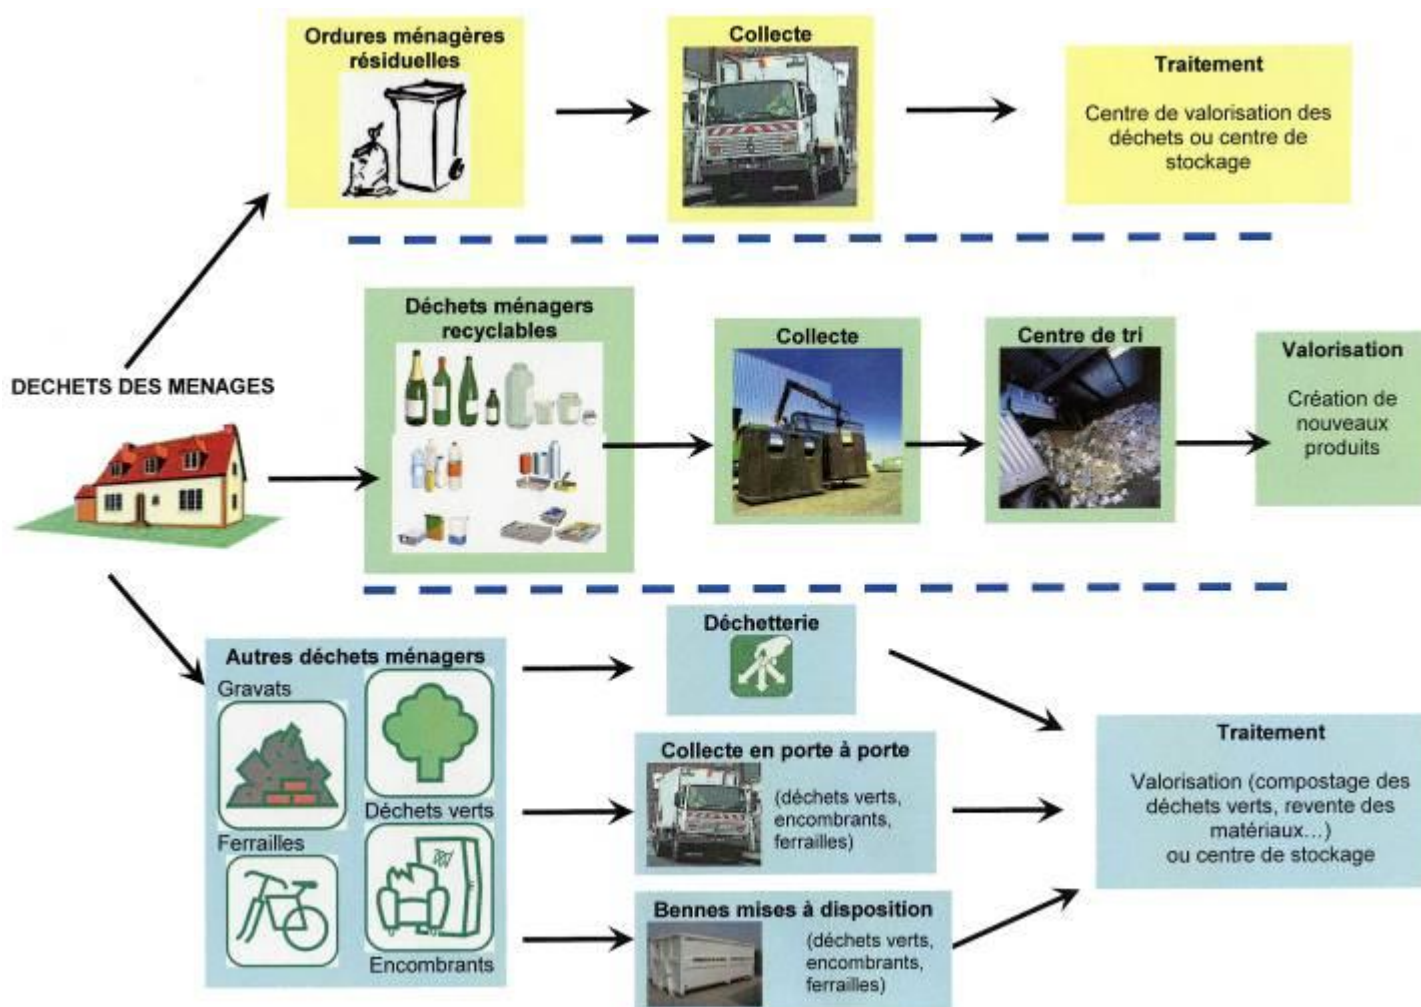 Ordures ménagères
résiduelles
Collecte
Traitement
Centre de valorisation des
déchets ou centre de
stockage
DECHETS DES MENAGES
Déchets ménagers
recyclables
Collecte
Centre de tri
Valorisation
Création de
nouveaux
produits
Autres déchets ménagers
Gravats
Déchets verts
Ferrailles
Encombrants
Déchetterie
Collecte en porte à porte
(déchets verts,
encombrants,
ferrailles)
Bennes mises à disposition
(déchets verts,
encombrants,
ferrailles)
Traitement
Valorisation (compostage des
déchets verts, revente des
matériaux...)
ou centre de stockage